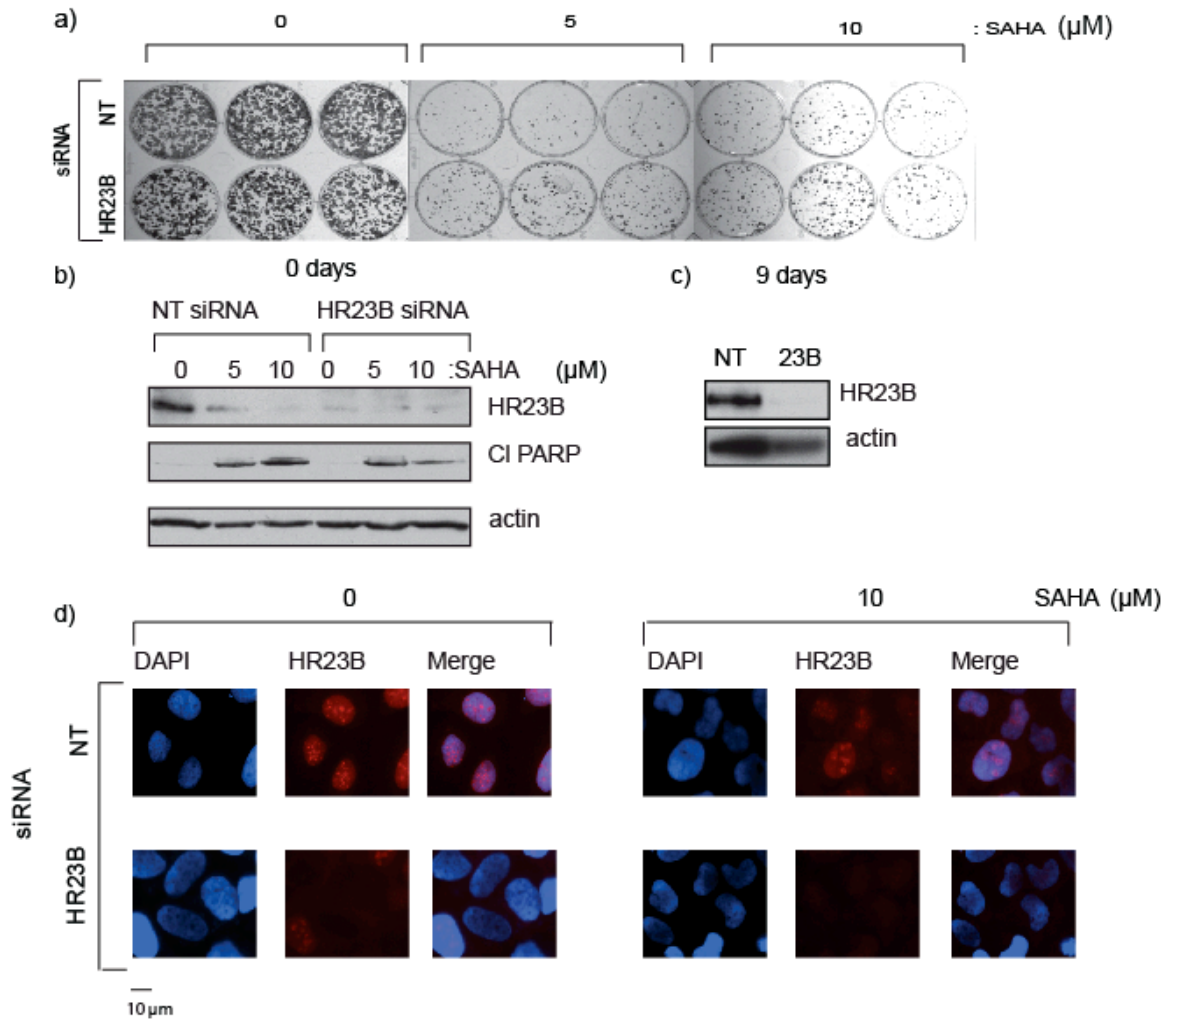 a)
0 5 10 : SAHA (µM)
siRNA
NT
HR23B
b)
0 days
NT siRNA HR23B siRNA
0 5 10 0 5 10 :SAHA (µM)
HR23B
Cl PARP
actin
c)
9 days
NT 23B
HR23B
actin
d)
0 10 SAHA (µM)
DAPI HR23B Merge DAPI HR23B Merge
siRNA
NT
HR23B
10 µm